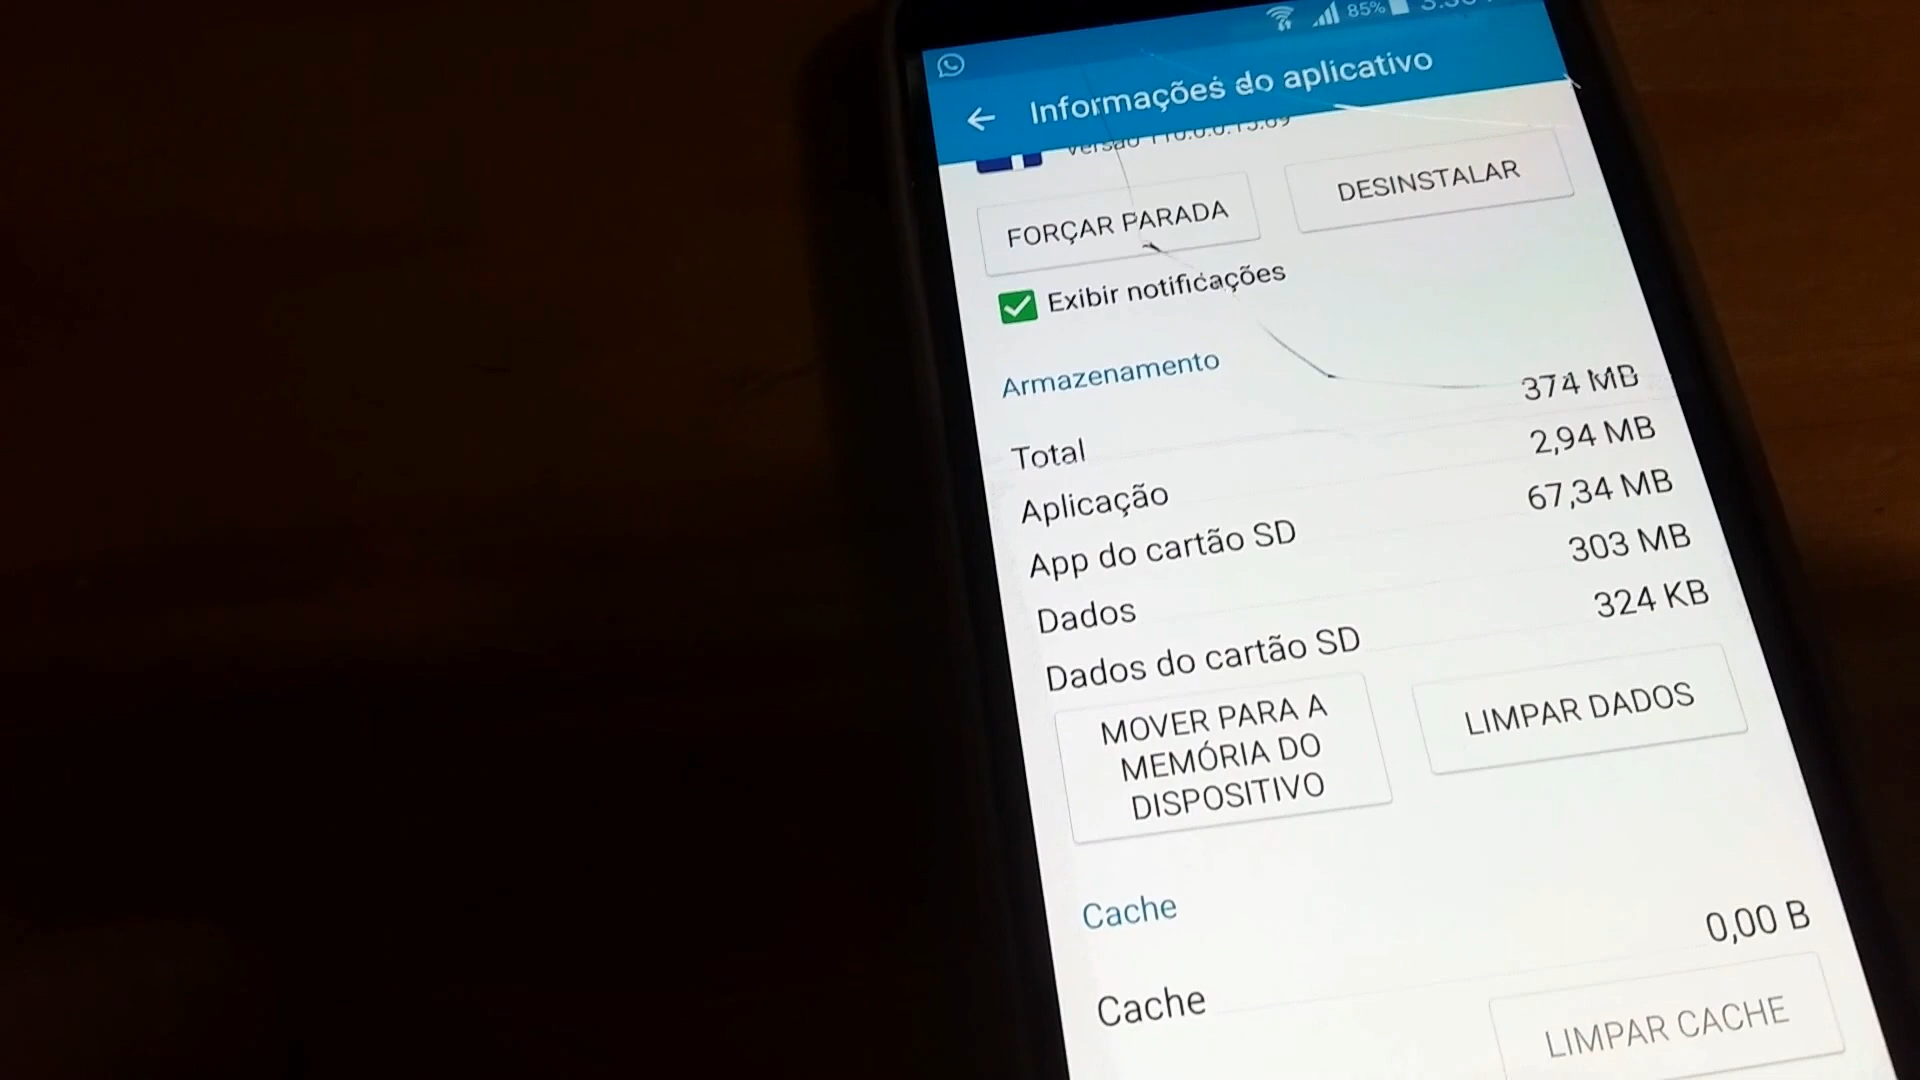 85%
Informações do aplicativo
FORÇAR PARADA
DESINSTALAR
Exibir notificações
Armazenamento
Total 374 MB
Aplicação 2,94 MB
App do cartão SD 67,34 MB
Dados 303 MB
Dados do cartão SD 324 KB
MOVER PARA A
MEMÓRIA DO
DISPOSITIVO
LIMPAR DADOS
Cache
Cache 0,00 B
LIMPAR CACHE